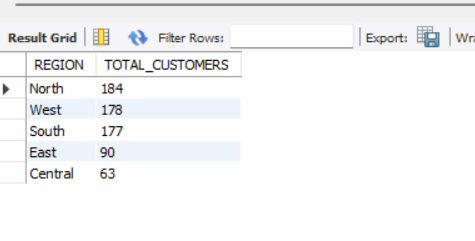 Result Grid Filter Rows: Export:
REGION TOTAL_CUSTOMERS
North 184
West 178
South 177
East 90
Central 63